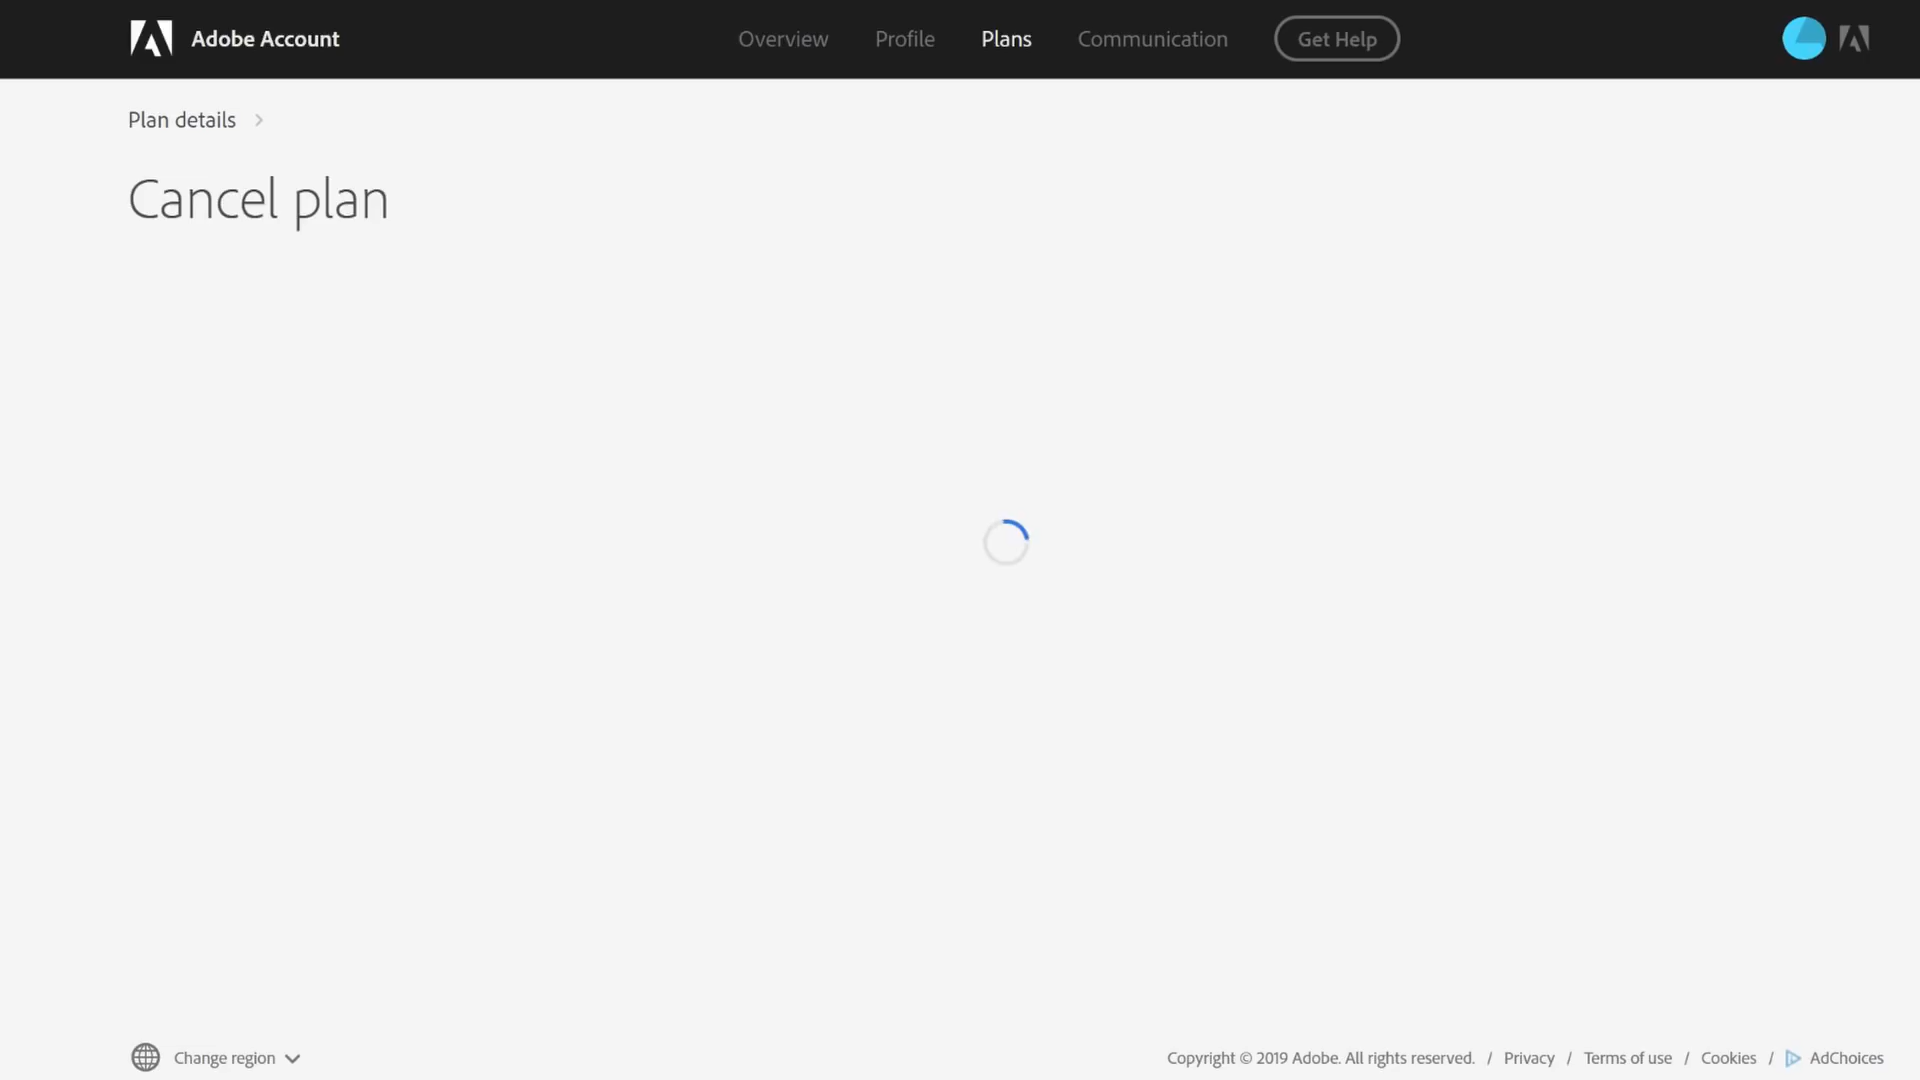 Adobe Account
Overview
Profile
Plans
Communication
Get Help
Plan details
Cancel plan
Change region
Copyright © 2019 Adobe. All rights reserved. / Privacy / Terms of use / Cookies / AdChoices